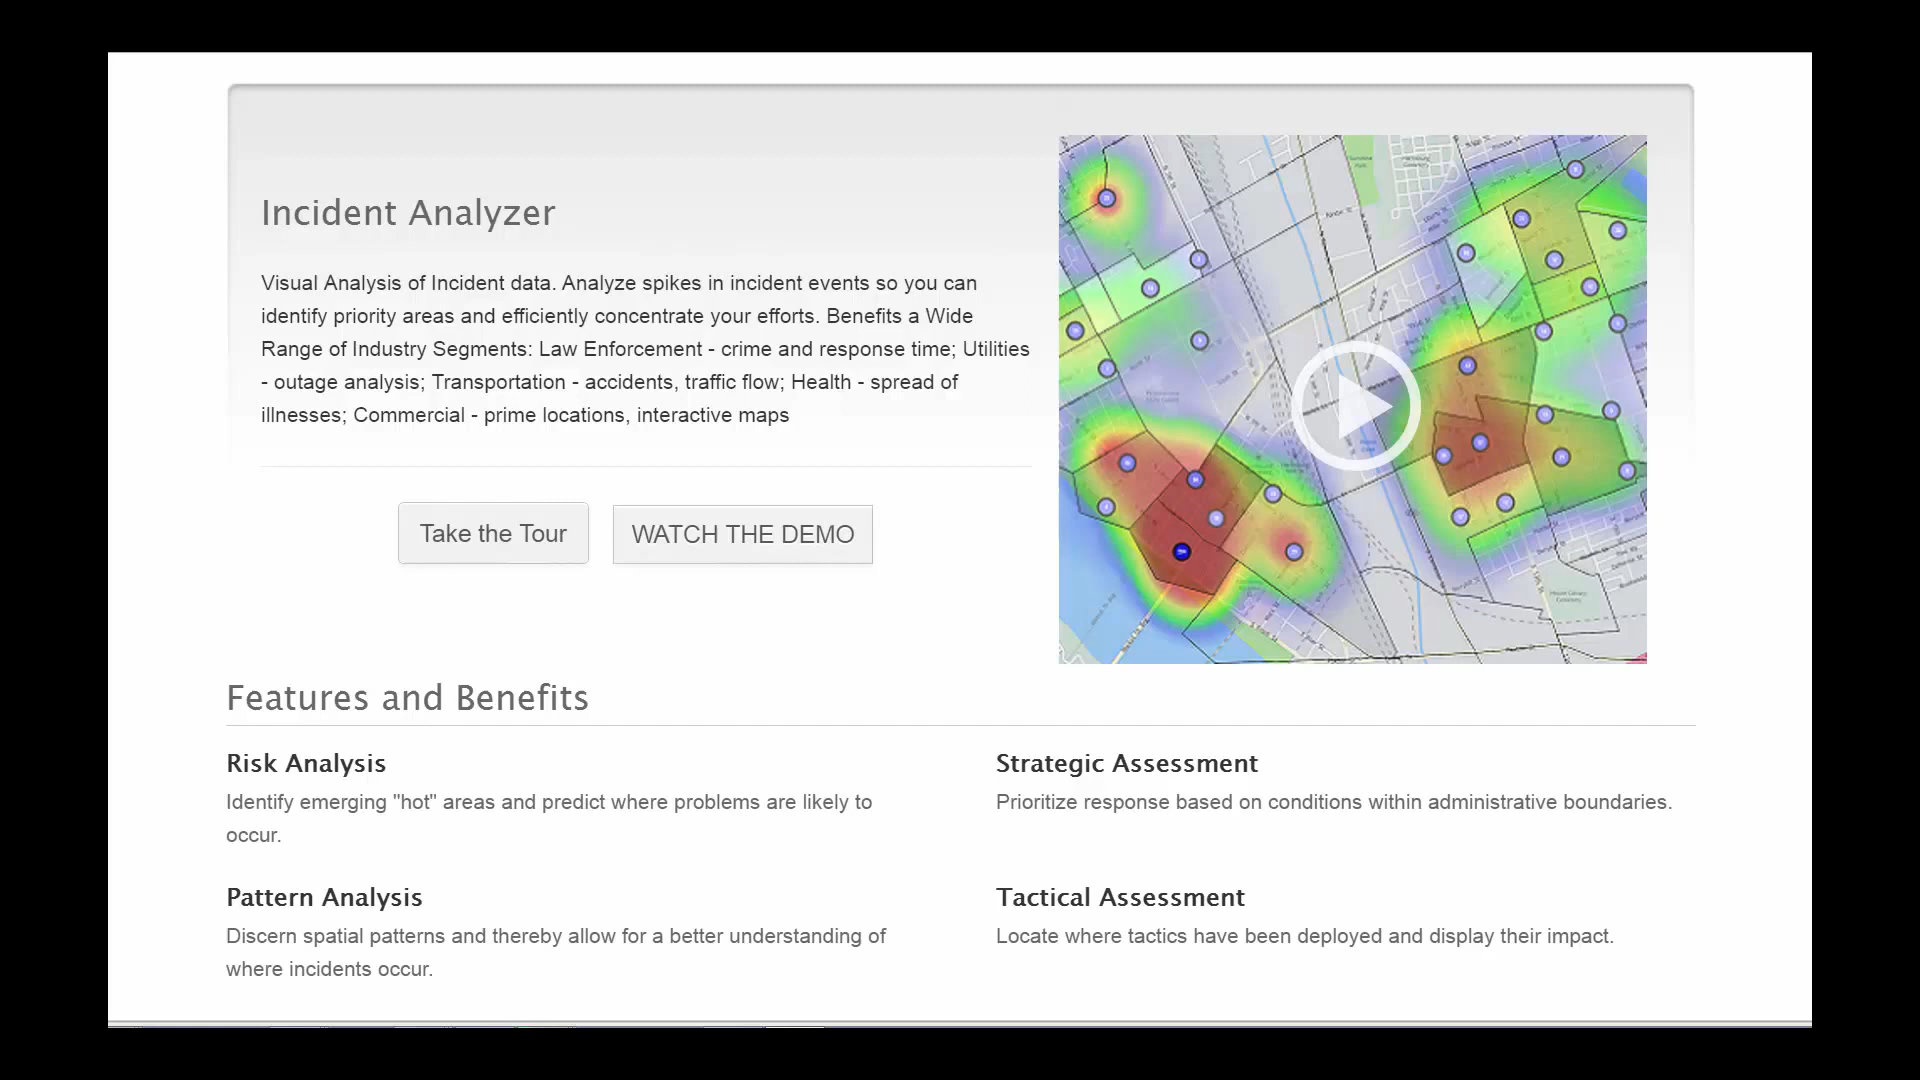 Incident Analyzer
Visual Analysis of Incident data. Analyze spikes in incident events so you can
identify priority areas and efficiently concentrate your efforts. Benefits a Wide
Range of Industry Segments: Law Enforcement - crime and response time; Utilities
- outage analysis; Transportation - accidents, traffic flow; Health - spread of
illnesses; Commercial - prime locations, interactive maps
Take the Tour
WATCH THE DEMO
Features and Benefits
Risk Analysis
Identify emerging "hot" areas and predict where problems are likely to
occur.
Strategic Assessment
Prioritize response based on conditions within administrative boundaries.
Pattern Analysis
Discern spatial patterns and thereby allow for a better understanding of
where incidents occur.
Tactical Assessment
Locate where tactics have been deployed and display their impact.